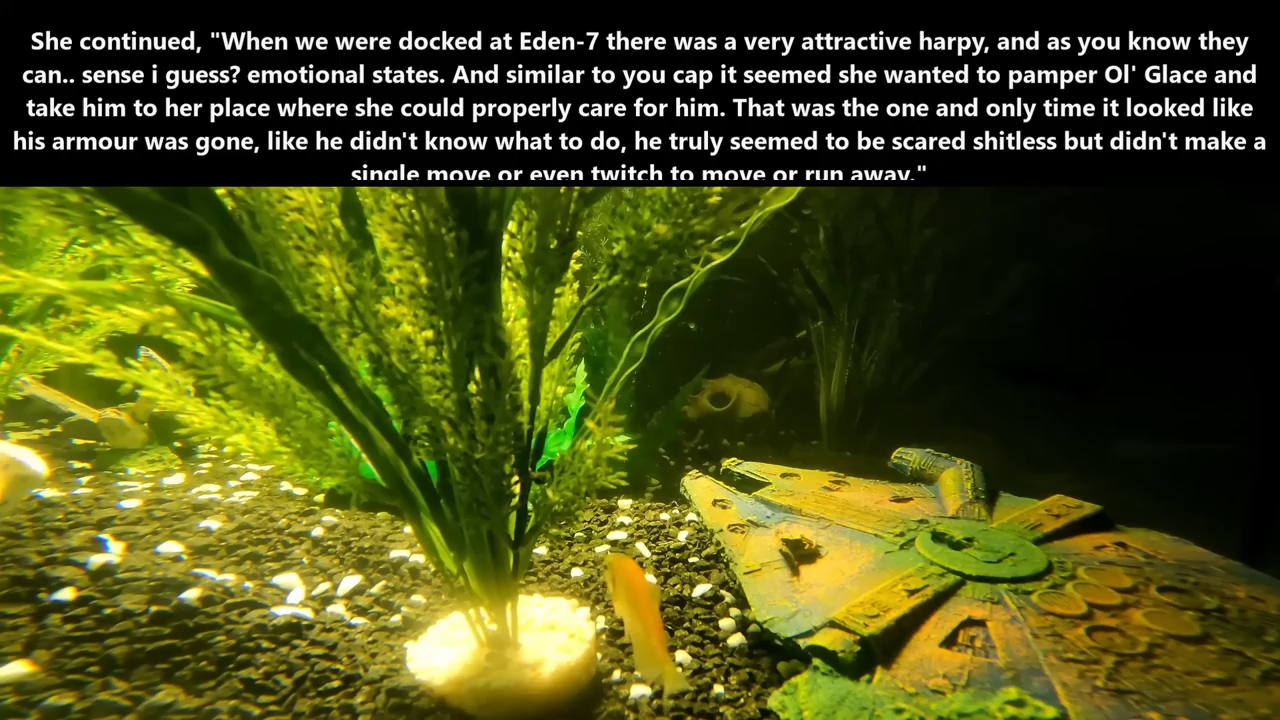 She continued, "When we were docked at Eden-7 there was a very attractive harpy, and as you know they
can.. sense i guess? emotional states. And similar to you cap it seemed she wanted to pamper Ol' Glace and
take him to her place where she could properly care for him. That was the one and only time it looked like
his armour was gone, like he didn't know what to do, he truly seemed to be scared shitless but didn't make a
single move or even twitch to move or run away."